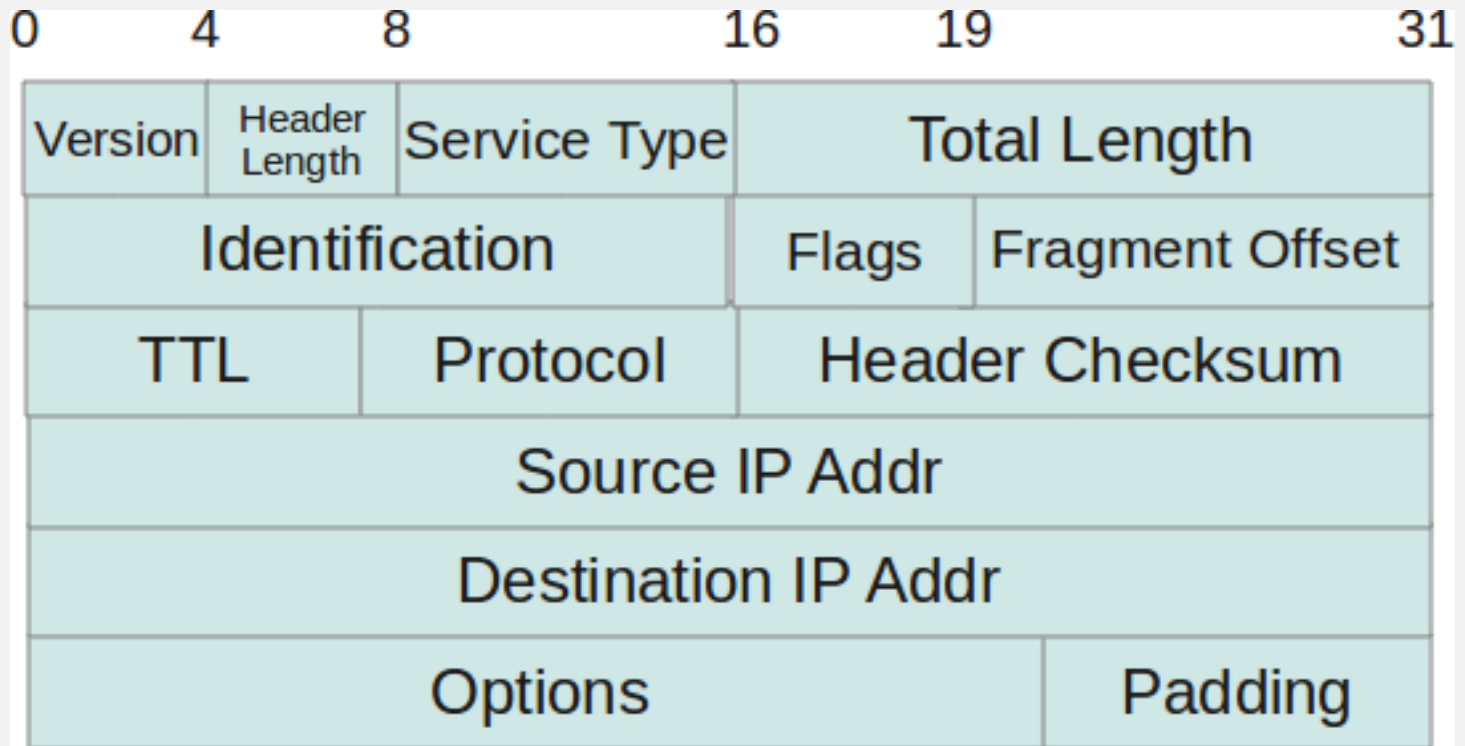 0 4 8 16 19 31
Version Header Length Service Type Total Length
Identification Flags Fragment Offset
TTL Protocol Header Checksum
Source IP Addr
Destination IP Addr
Options Padding